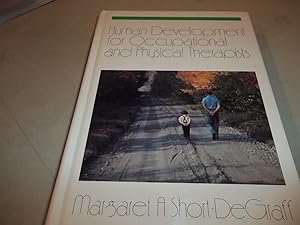 Human Development
for Occupational
and Physical Therapists
Margaret A Short-DeGraff